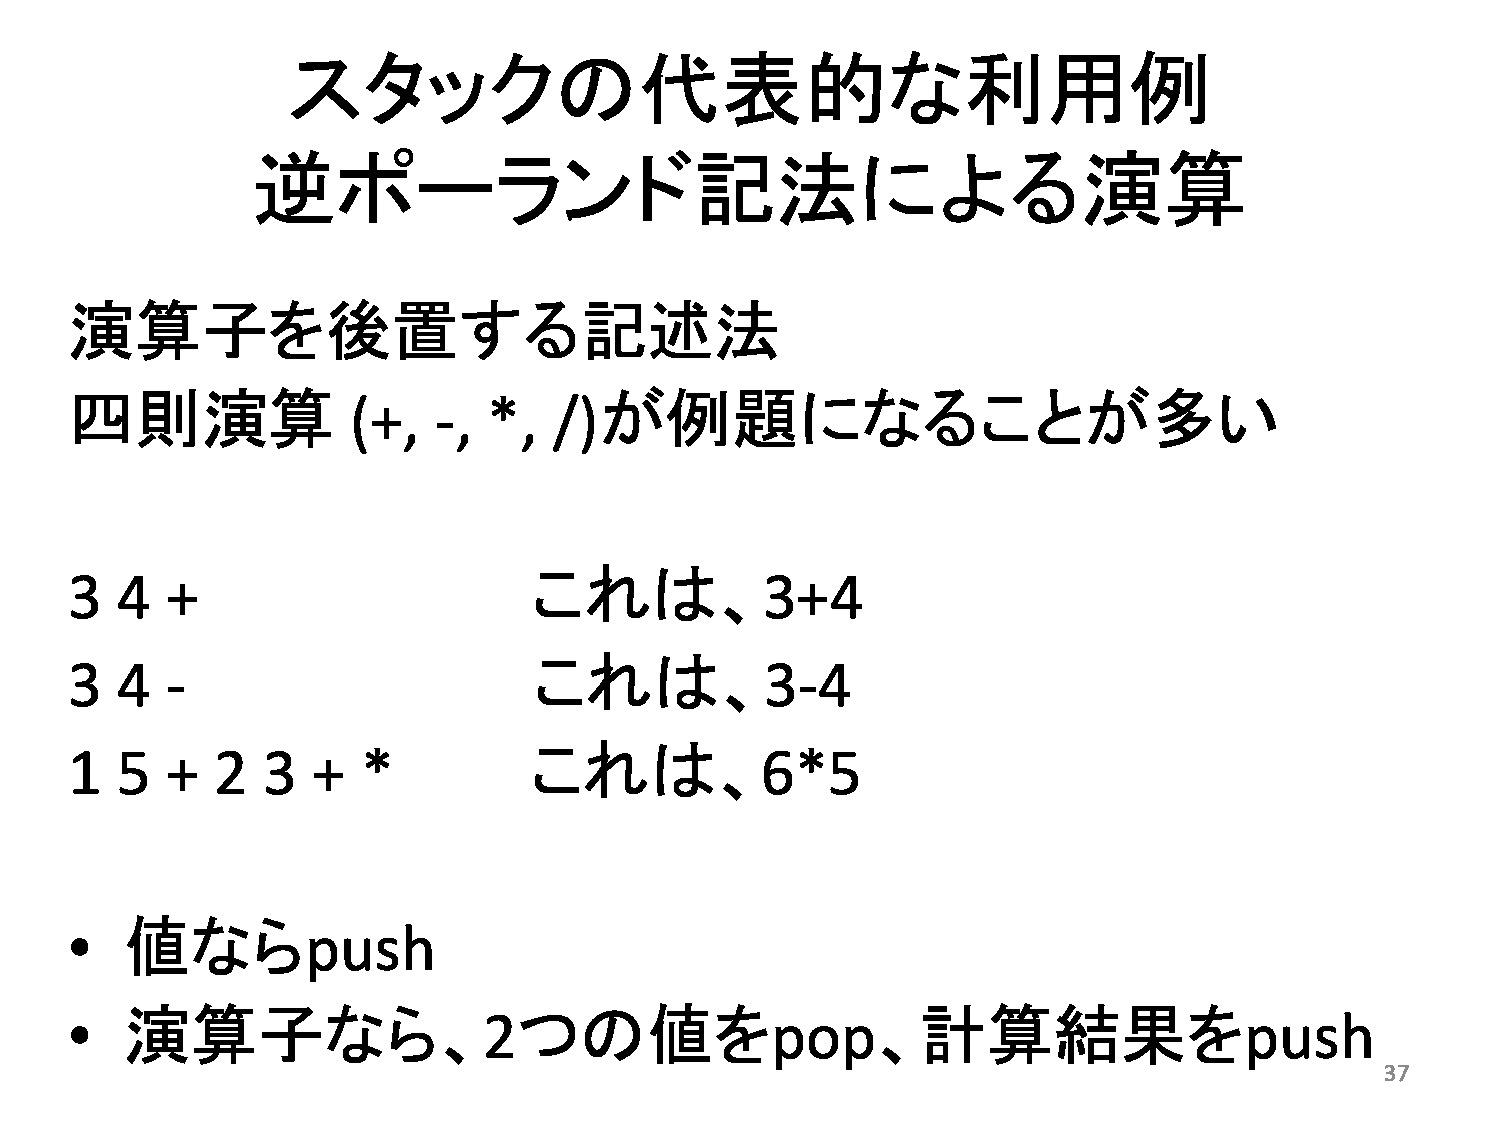 スタックの代表的な利用例
逆ポーランド記法による演算
演算子を後置する記述法
四則演算 (+, -, *, /)が例題になることが多い
3 4 + これは、3+4
3 4 - これは、3-4
1 5 + 2 3 + * これは、6*5
• 値ならpush
• 演算子なら、2つの値をpop、計算結果をpush
37